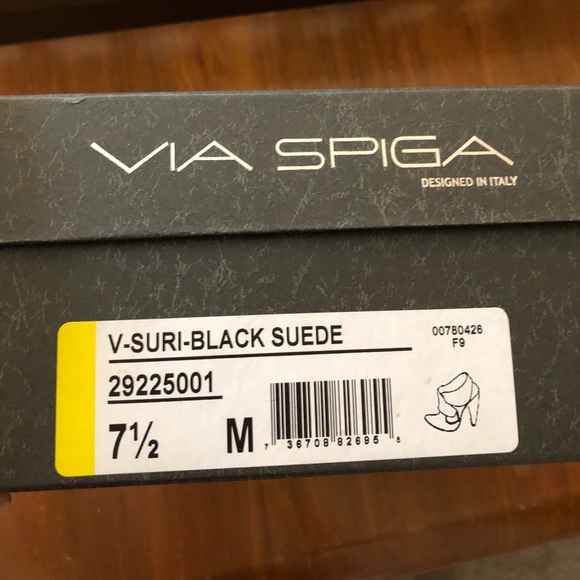 VIA SPIGA
DESIGNED IN ITALY
V-SURI-BLACK SUEDE
00780426
F9
29225001
7½ M
7 36708 82695 6